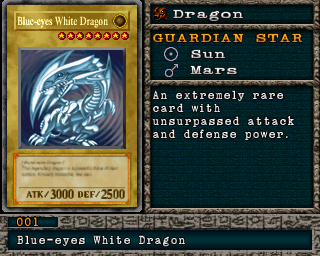 Blue-eyes White Dragon
ATK/3000 DEF/2500
Dragon
GUARDIAN STAR
Sun
Mars
An extremely rare
card with
unsurpassed attack
and defense power.
001
Blue-eyes White Dragon